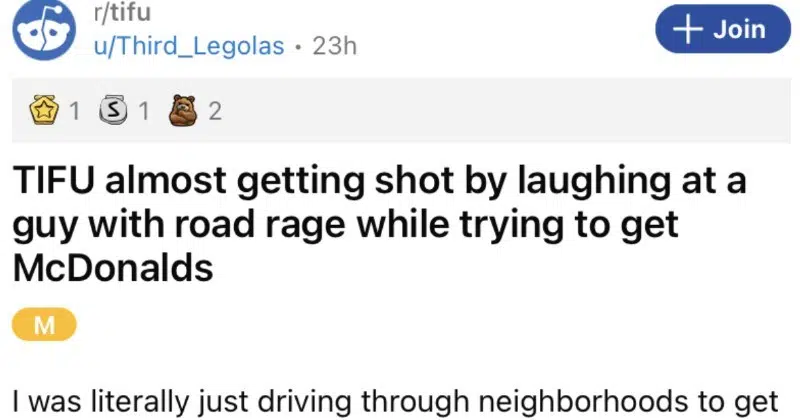 r/tifu
u/Third_Legolas • 23h
+ Join
1 S 1 2
TIFU almost getting shot by laughing at a
guy with road rage while trying to get
McDonalds
M
I was literally just driving through neighborhoods to get